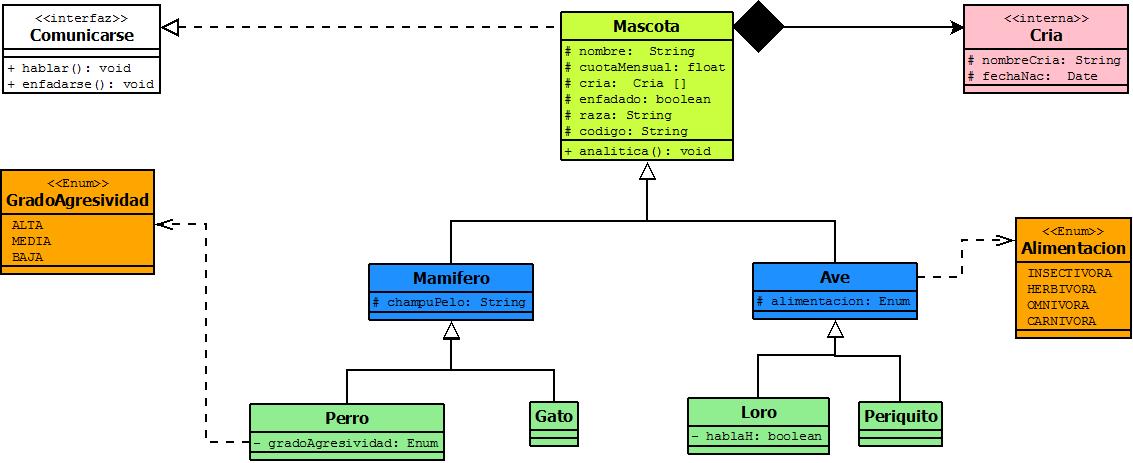 <<interfaz>>
Comunicarse
+ hablar(): void
+ enfadarse(): void
Mascota
# nombre:  String
# cuotaMensual: float
# cria:  Cria []
# enfadado: boolean
# raza: String
# codigo: String
+ analitica(): void
<<interna>>
Cria
# nombreCria: String
# fechaNac:  Date
<<Enum>>
GradoAgresividad
ALTA
MEDIA
BAJA
Mamifero
# champuPelo: String
Ave
# alimentacion: Enum
<<Enum>>
Alimentacion
INSECTIVORA
HERBIVORA
OMNIVORA
CARNIVORA
Perro
- gradoAgresividad: Enum
Gato
Loro
- hablaH: boolean
Periquito